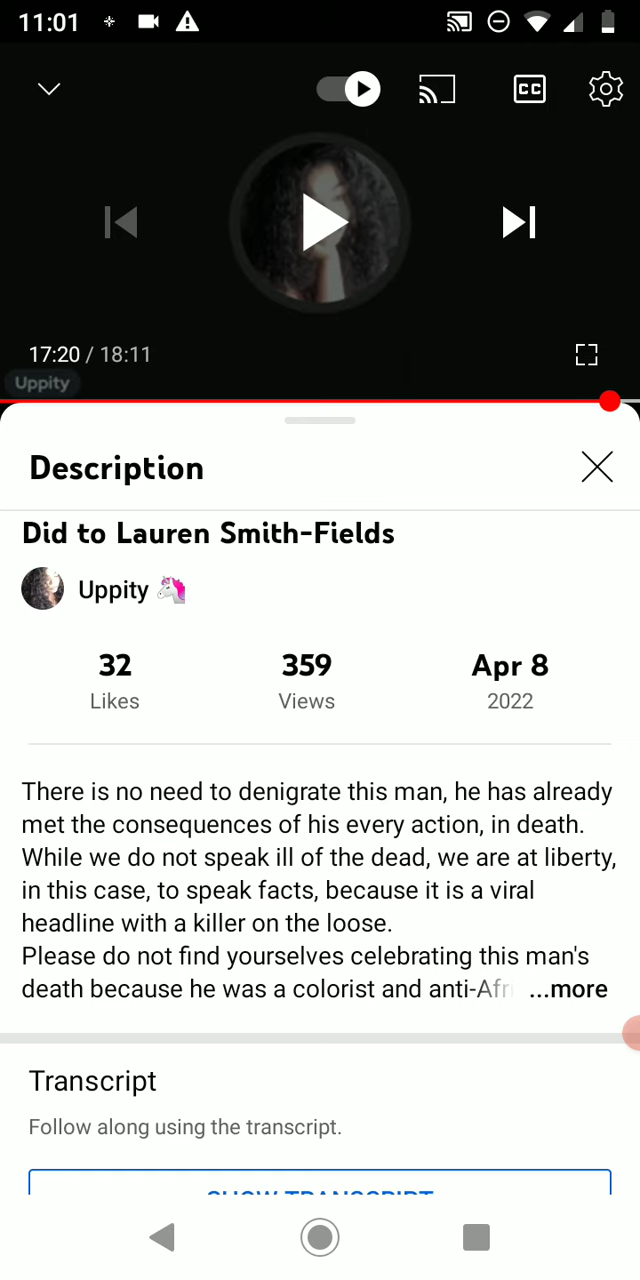 11:01
CC
17:20 / 18:11
Uppity
Description
Did to Lauren Smith-Fields
Uppity
32
359
Apr 8
Likes
Views
2022
There is no need to denigrate this man, he has already
met the consequences of his every action, in death.
While we do not speak ill of the dead, we are at liberty,
in this case, to speak facts, because it is a viral
headline with a killer on the loose.
Please do not find yourselves celebrating this man's
death because he was a colorist and anti-Afr ...more
Transcript
Follow along using the transcript.
SHOW TRANSCRIPT